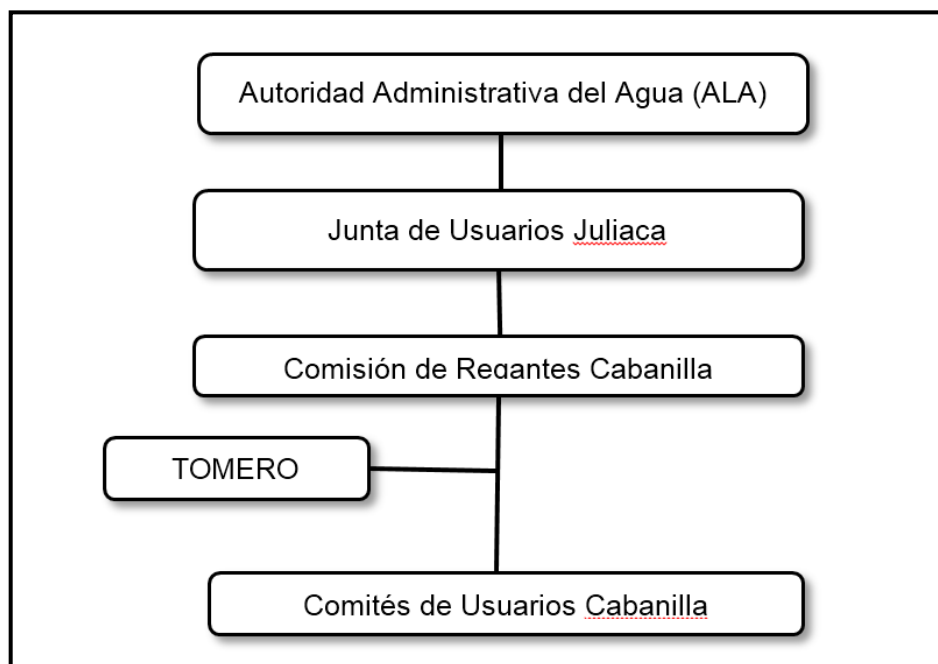 Autoridad Administrativa del Agua (ALA)
Junta de Usuarios Juliaca
Comisión de Regantes Cabanilla
TOMERO
Comités de Usuarios Cabanilla